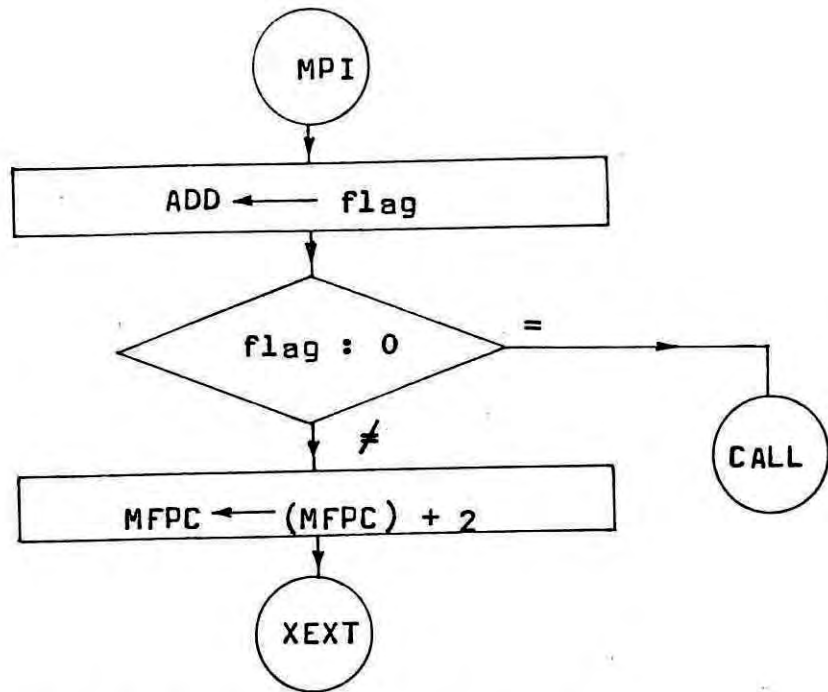 MPI
ADD ← flag
flag : 0
=
≠
CALL
MFPC ← (MFPC) + 2
XEXT